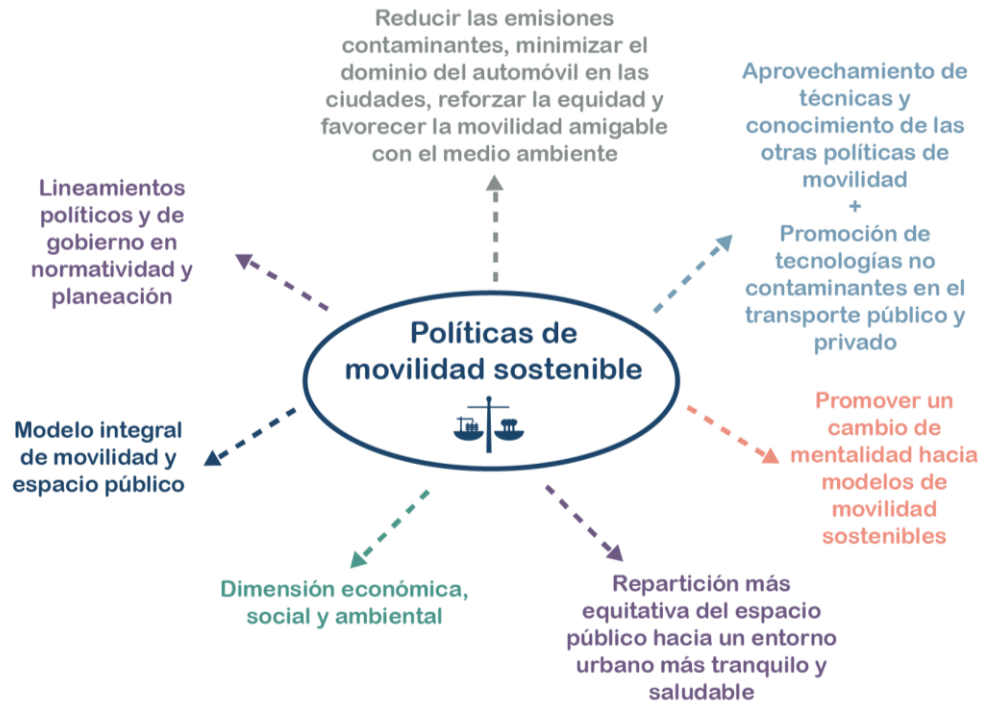 Reducir las emisiones
contaminantes, minimizar el
dominio del automóvil en las
ciudades, reforzar la equidad y
favorecer la movilidad amigable
con el medio ambiente
Aprovechamiento de
técnicas y
conocimiento de las
otras políticas de
movilidad
+
Promoción de
tecnologías no
contaminantes en el
transporte público y
privado
Lineamientos
políticos y de
gobierno en
normatividad y
planeación
Políticas de
movilidad sostenible
Promover un
cambio de
mentalidad hacia
modelos de
movilidad
sostenibles
Modelo integral
de movilidad y
espacio público
Dimensión económica,
social y ambiental
Repartición más
equitativa del espacio
público hacia un entorno
urbano más tranquilo y
saludable